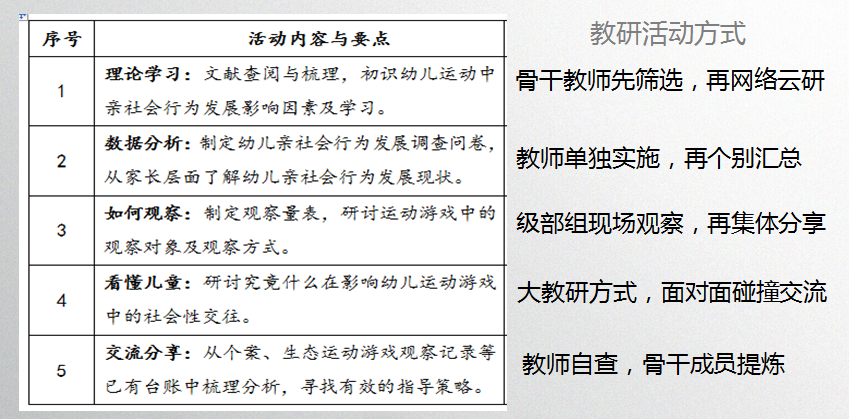 序号
活动内容与要点
教研活动方式
1
理论学习：文献查阅与梳理，初识幼儿运动中
亲社会行为发展影响因素及学习。
骨干教师先筛选，再网络云研
2
数据分析：制定幼儿亲社会行为发展调查问卷，
从家长层面了解幼儿亲社会行为发展现状。
教师单独实施，再个别汇总
3
如何观察：制定观察量表，研讨运动游戏中的
观察对象及观察方式。
级部组现场观察，再集体分享
4
看懂儿童：研讨究竟什么在影响幼儿运动游戏
中的社会性交往。
大教研方式，面对面碰撞交流
5
交流分享：从个案、生态运动游戏观察记录等
已有台账中梳理分析，寻找有效的指导策略。
教师自查，骨干成员提炼